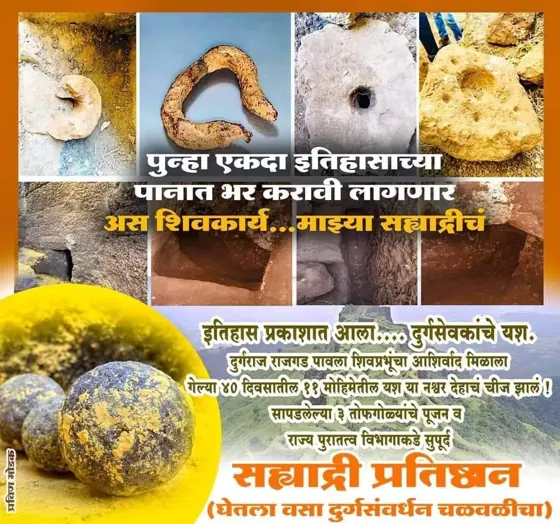 पुन्हा एकदा इतिहासाच्या
पानात भर करावी लागणार
अस शिवकार्य...माझ्या सह्याद्रीचं
इतिहास प्रकाशात आला.... दुर्गसेवकांचे यश.
दुर्गराज राजगड पावला शिवप्रभूंचा आशिर्वाद मिळाला
गेल्या ४० दिवसातील ११ मोहिमेतील यश या नश्वर देहाचं चीज झालं !
सापडलेल्या ३ तोफगोळ्यांचे पूजन व
राज्य पुरातत्व विभागाकडे सुपूर्द
सह्याद्री प्रतिष्ठान
(घेतला वसा दुर्गसंवर्धन चळवळीचा)
प्रविण मोडक